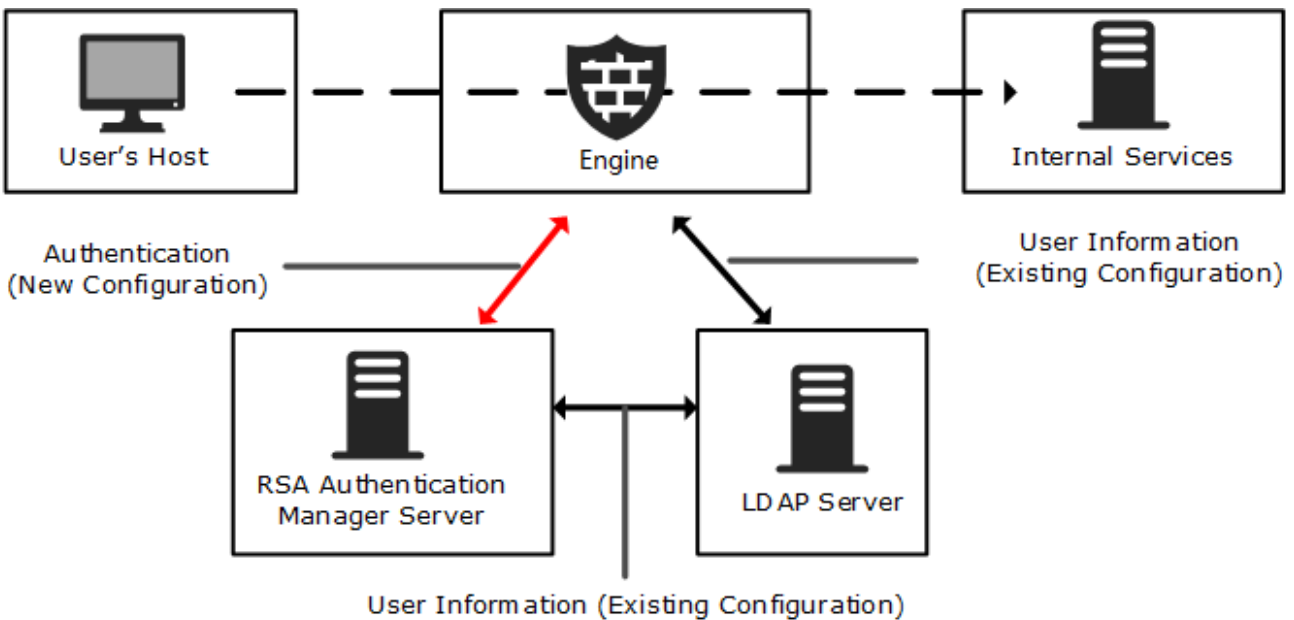 User's Host
Engine
Internal Services
Authentication
(New Configuration)
User Information
(Existing Configuration)
RSA Authentication
Manager Server
LDAP Server
User Information (Existing Configuration)